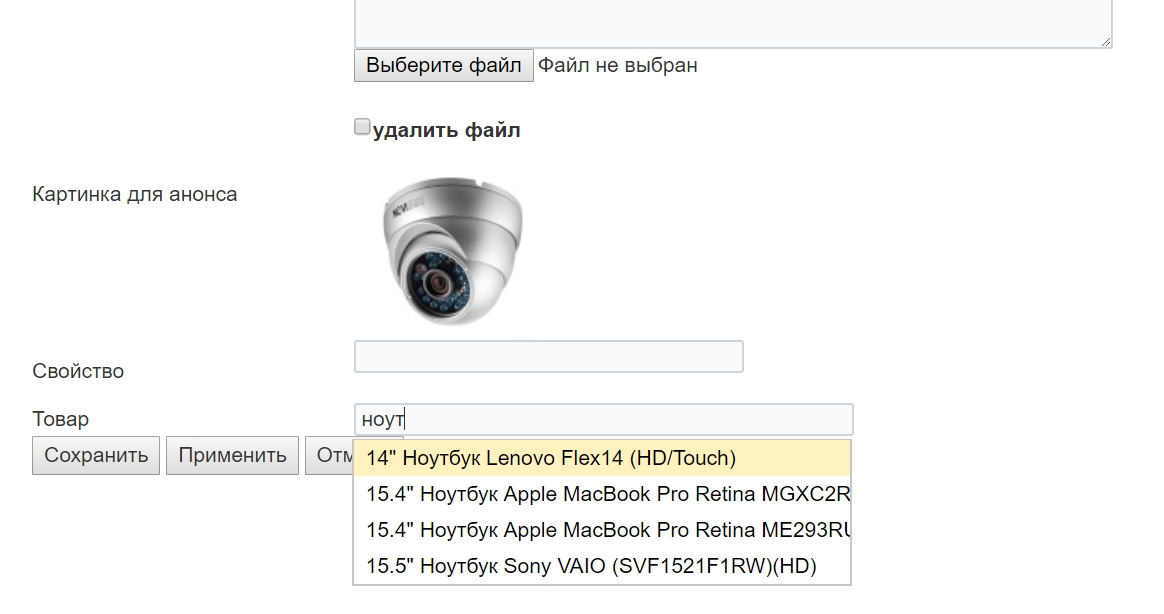 Выберите файл Файл не выбран
удалить файл
Картинка для анонса
Свойство
Товар ноут
Сохранить Применить Отм
14" Ноутбук Lenovo Flex14 (HD/Touch)
15.4" Ноутбук Apple MacBook Pro Retina MGXC2R
15.4" Ноутбук Apple MacBook Pro Retina ME293RU
15.5" Ноутбук Sony VAIO (SVF1521F1RW)(HD)